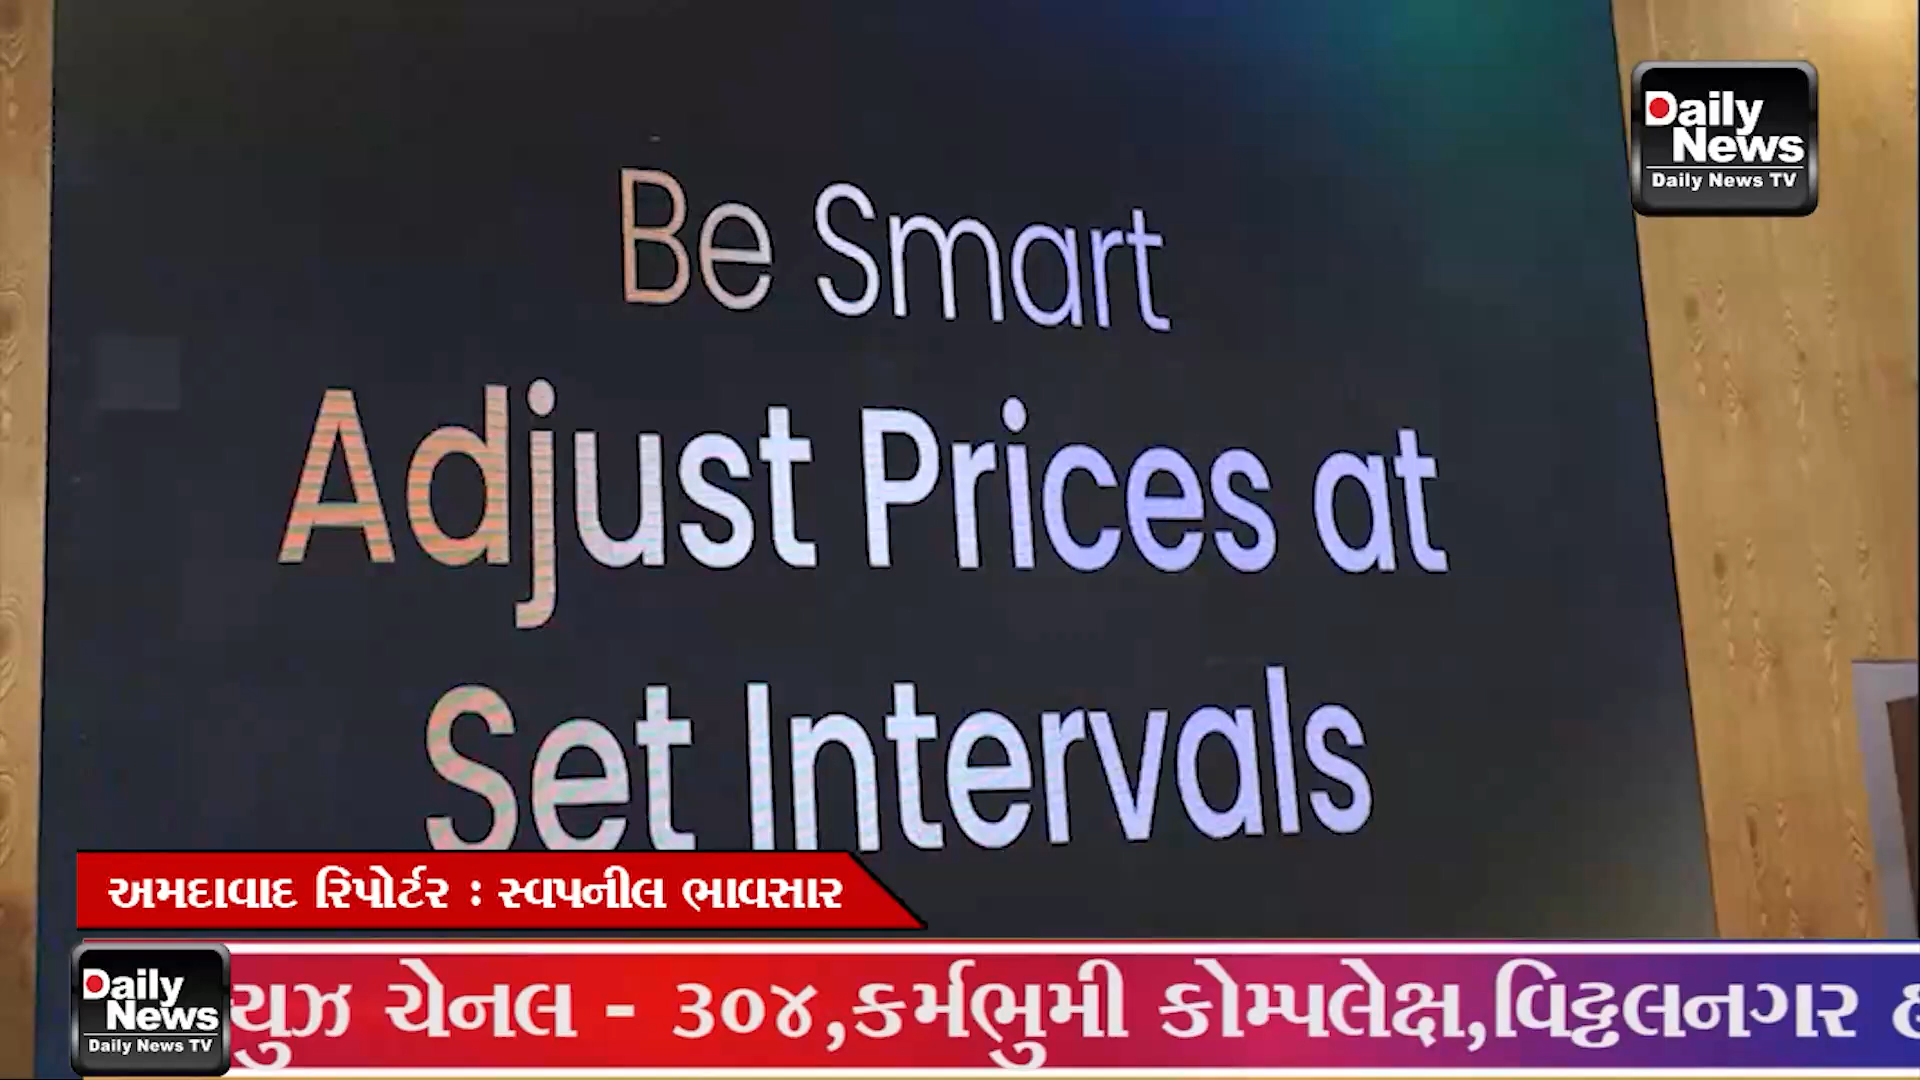 Daily
News
Daily News TV
Be Smart
Adjust Prices at
Set Intervals
અમદાવાદ રિપોર્ટર : સ્વપનીલ ભાવસાર
Daily
News
Daily News TV
ચુઝ ચેનલ - ૩૦૪,કર્મભુમી કોમ્પલેક્ષ,વિઠ્ઠલનગર